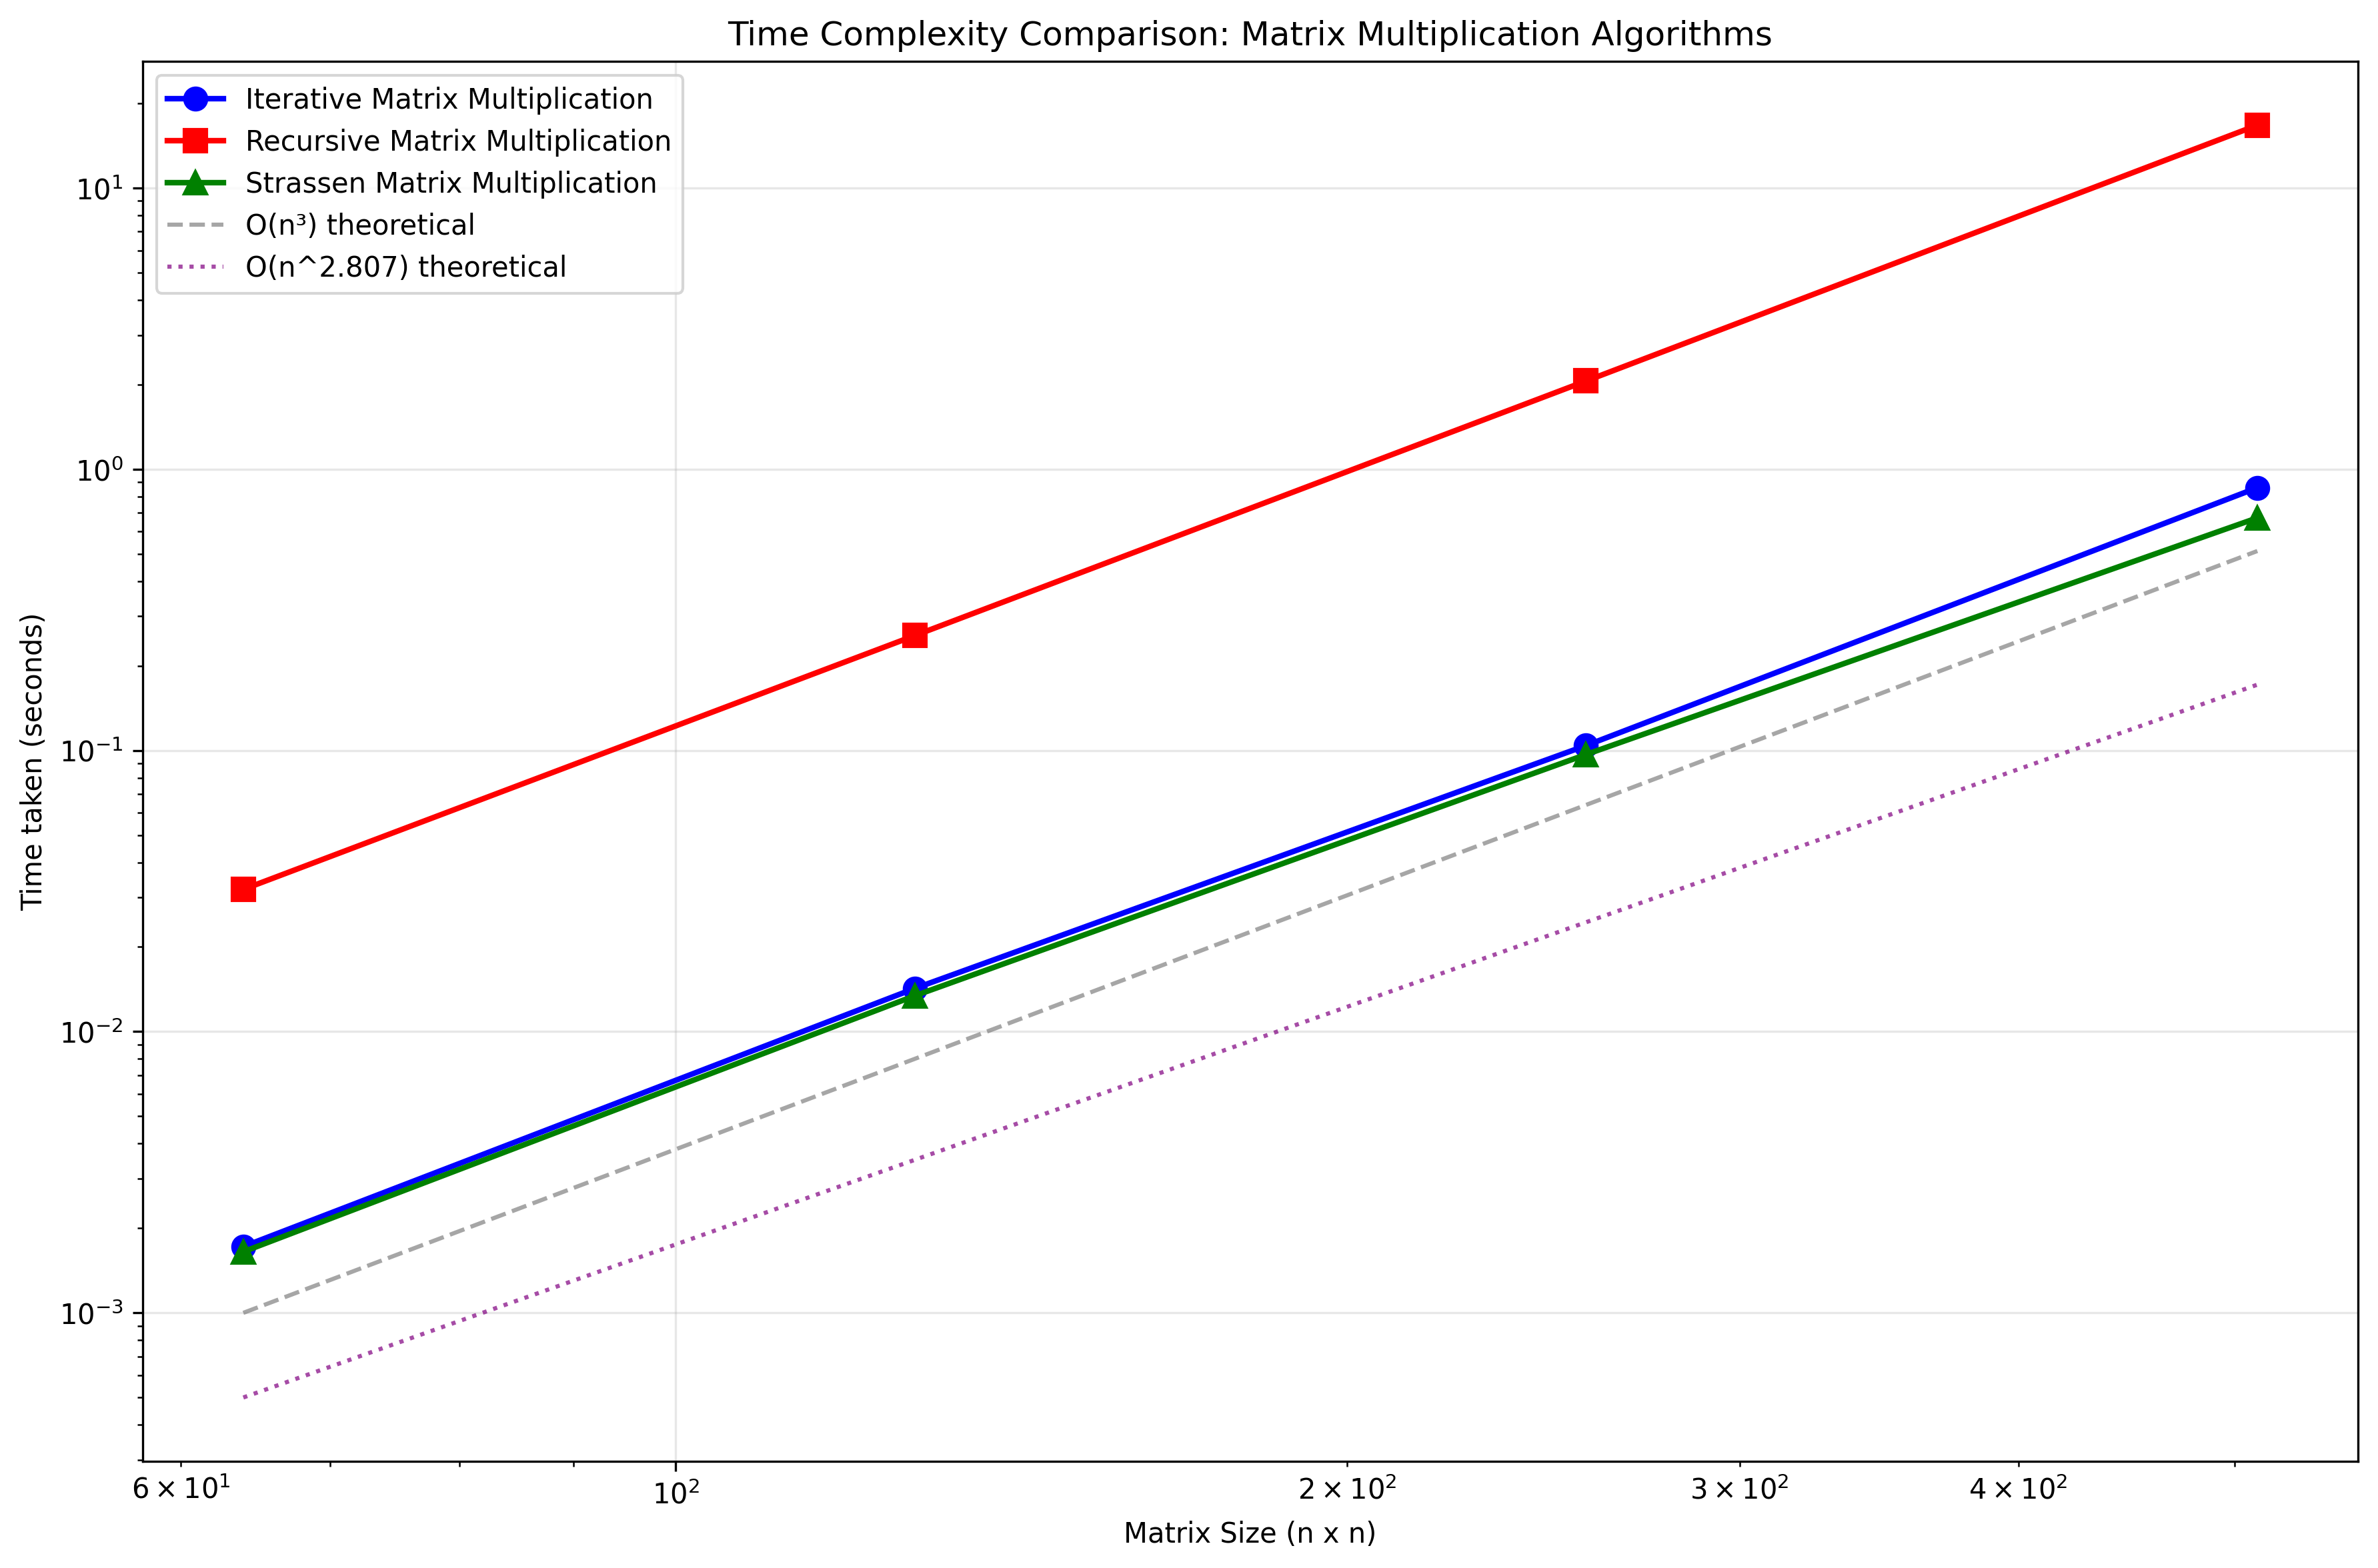 Time Complexity Comparison: Matrix Multiplication Algorithms
Iterative Matrix Multiplication
Recursive Matrix Multiplication
Strassen Matrix Multiplication
O(n³) theoretical
O(n^2.807) theoretical
10¹
10⁰
10⁻¹
10⁻²
10⁻³
Time taken (seconds)
6 × 10¹
10²
2 × 10²
3 × 10²
4 × 10²
Matrix Size (n x n)